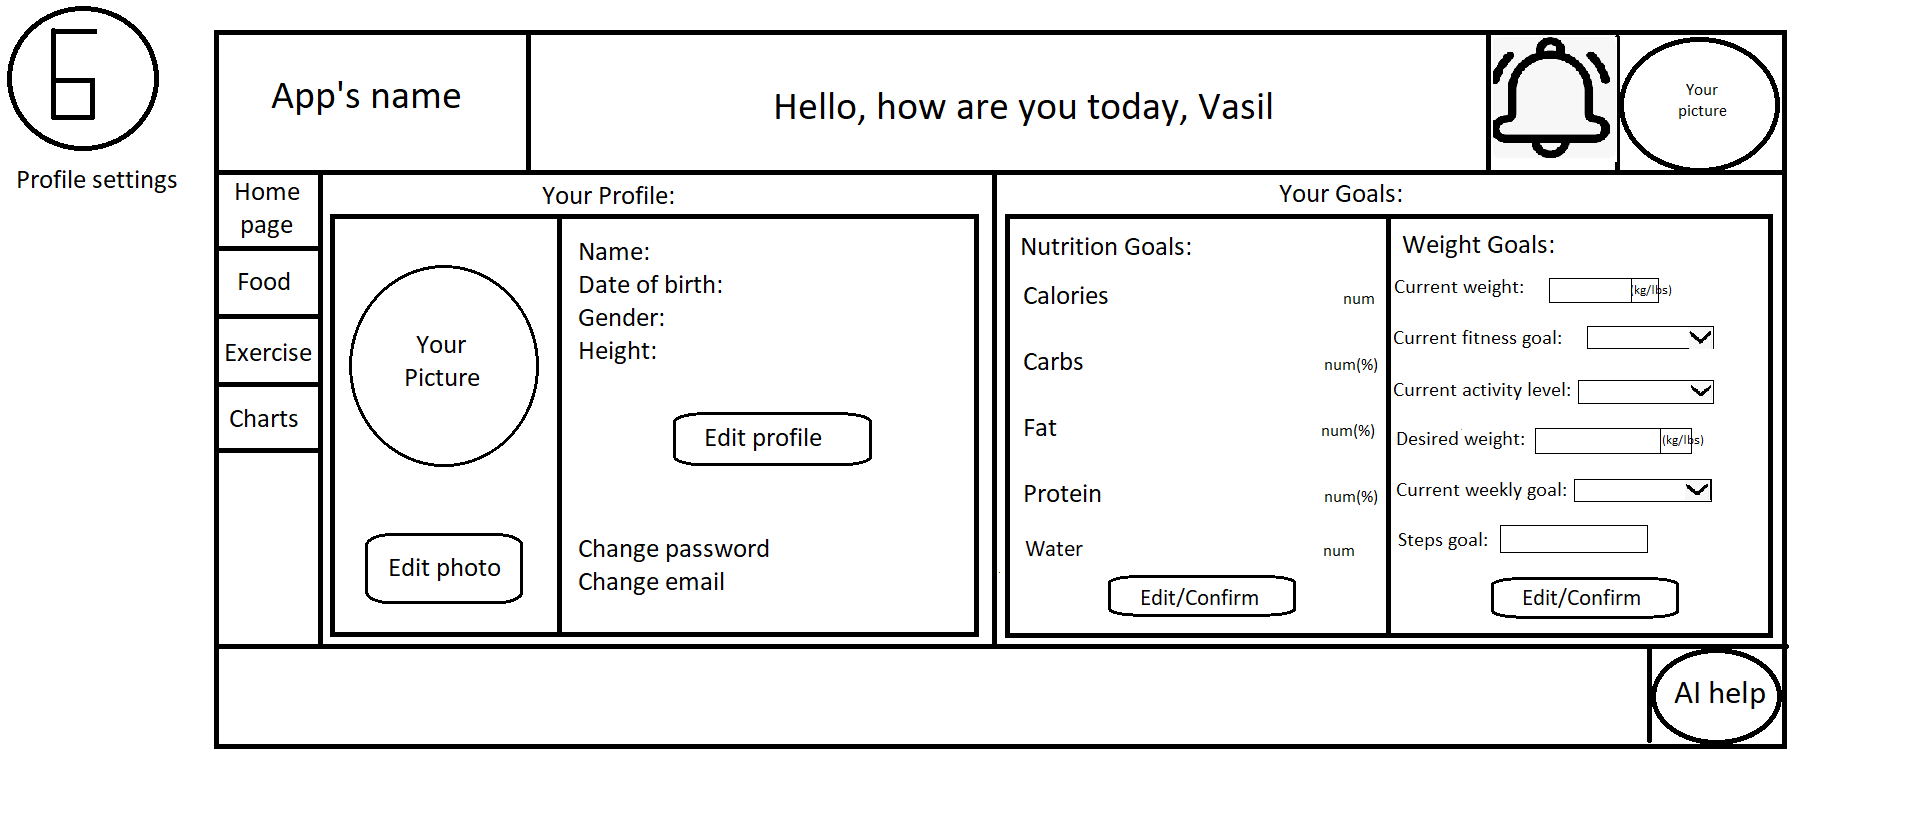 6
Profile settings
App's name
Hello, how are you today, Vasil
Your
picture
Home
page
Food
Exercise
Charts
Your Profile:
Your
Picture
Edit photo
Name:
Date of birth:
Gender:
Height:
Edit profile
Change password
Change email
Your Goals:
Nutrition Goals:
Calories num
Carbs num(%)
Fat num(%)
Protein num(%)
Water num
Edit/Confirm
Weight Goals:
Current weight: (kg/lbs)
Current fitness goal:
Current activity level:
Desired weight: (kg/lbs)
Current weekly goal:
Steps goal:
Edit/Confirm
AI help